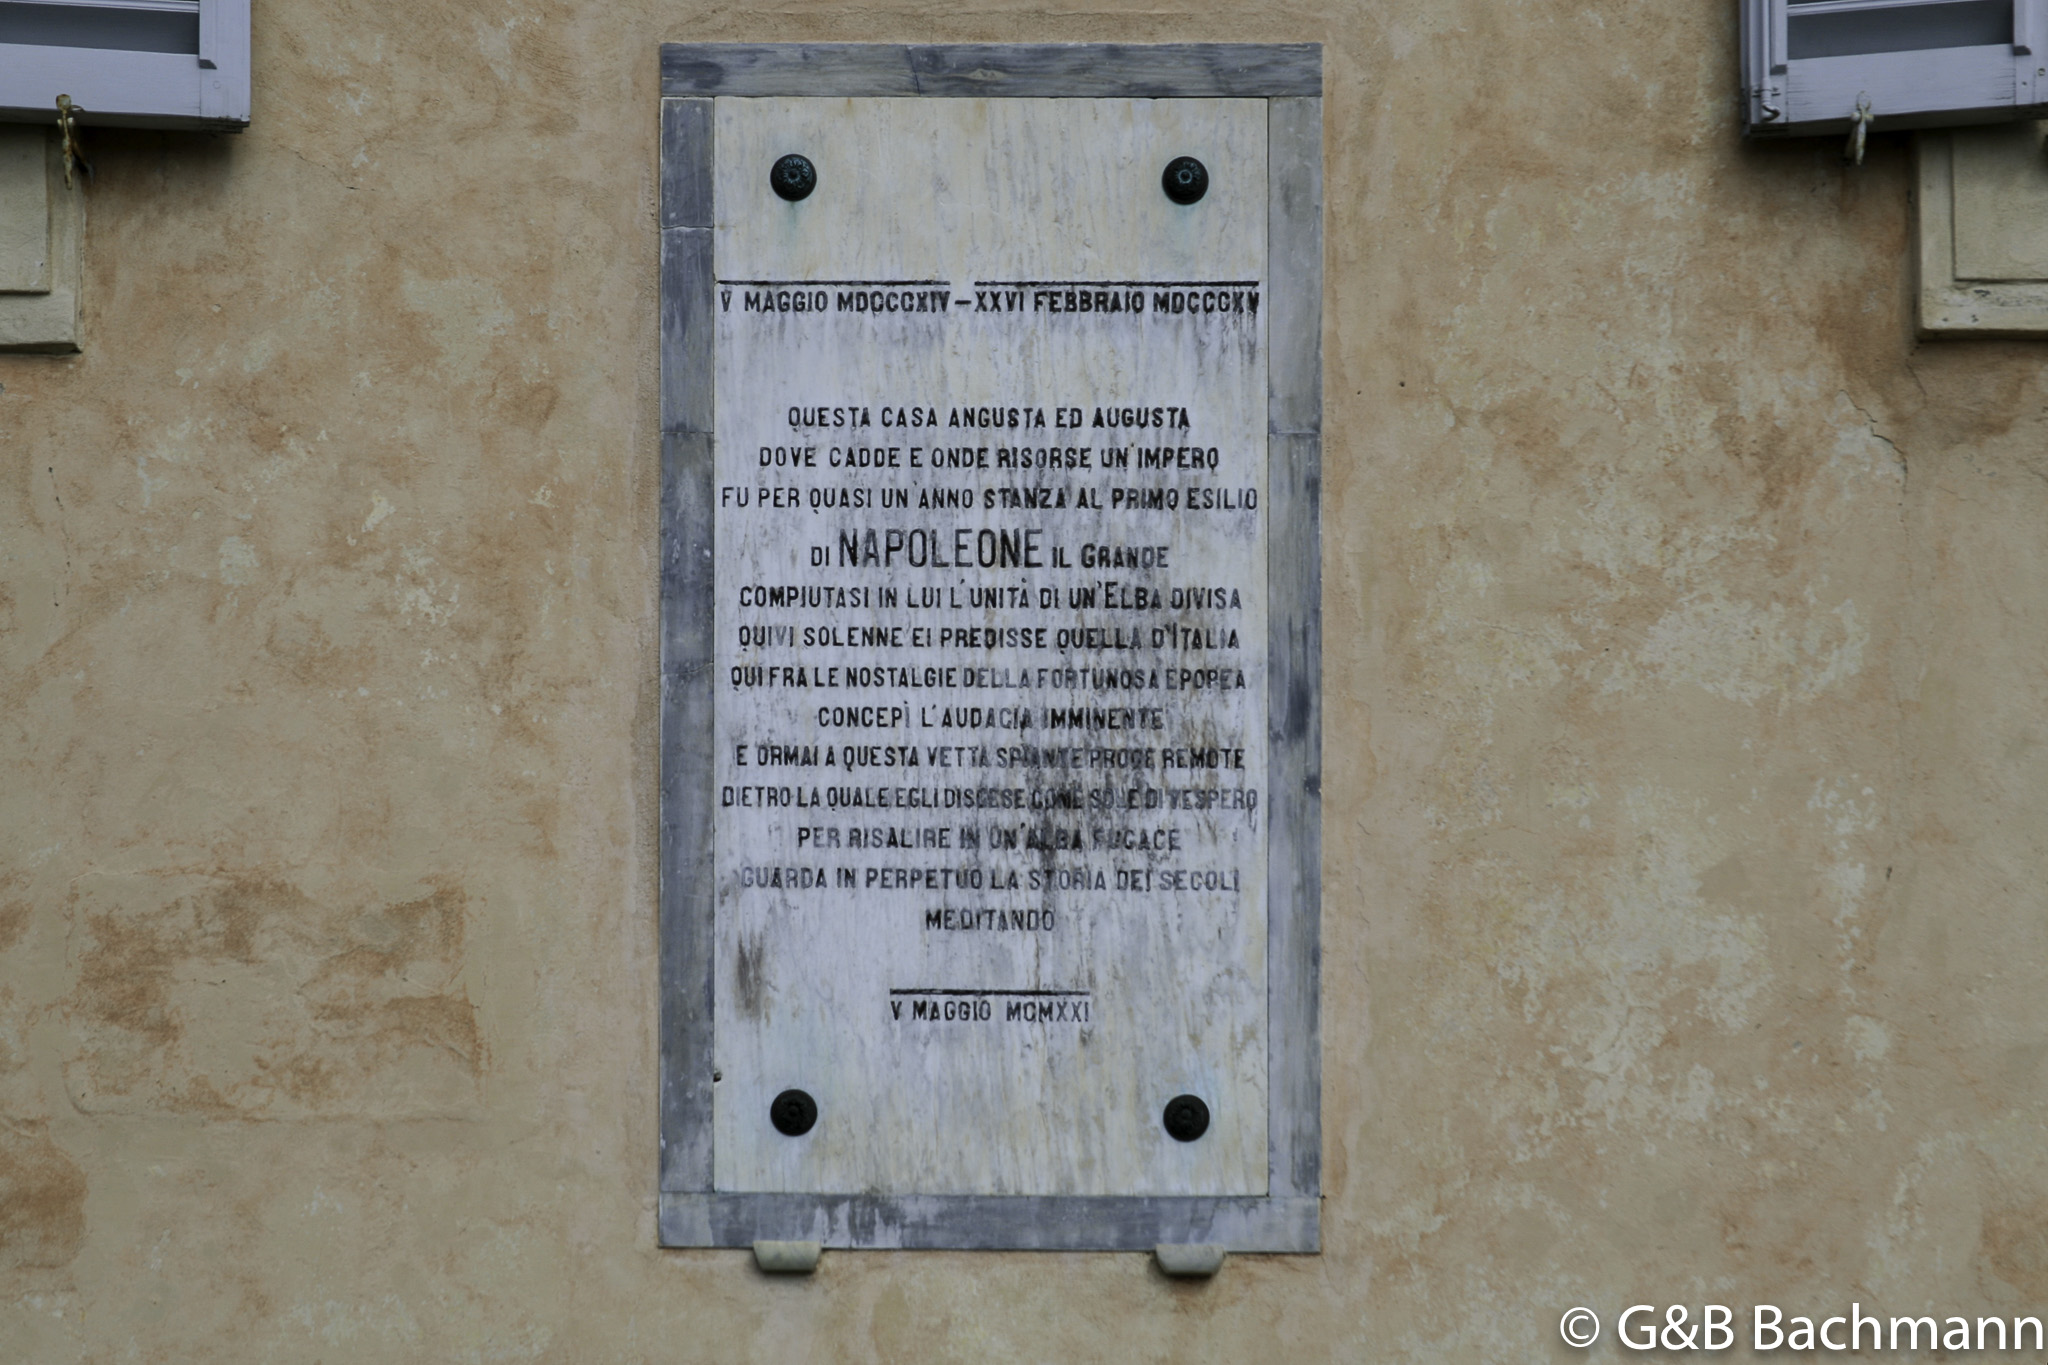 V MAGGIO MDCCCXIV – XXVI FEBBRAIO MDCCCXV
QUESTA CASA ANGUSTA ED AUGUSTA
DOVE CADDE E ONDE RISORSE UN'IMPERO
FU PER QUASI UN'ANNO STANZA AL PRIMO ESILIO
DI NAPOLEONE IL GRANDE
COMPIUTASI IN LUI L'UNITÀ DI UN'ELBA DIVISA
QUIVI SOLENNE EI PREDISSE QUELLA D'ITALIA
QUI FRA LE NOSTALGIE DELLA FORTUNOSA EPOPEA
CONCEPÌ L'AUDACIA IMMINENTE
E ORMAI A QUESTA VETTA SPIANTE PRODE REMOTE
DIETRO LA QUALE EGLI DISCESE COME SOLE DI VESPERO
PER RISALIRE IN UN'ALBA FUGACE
GUARDA IN PERPETUO LA STORIA DEI SECOLI
MEDITANDO
V MAGGIO MCMXXI
© G&B Bachmann